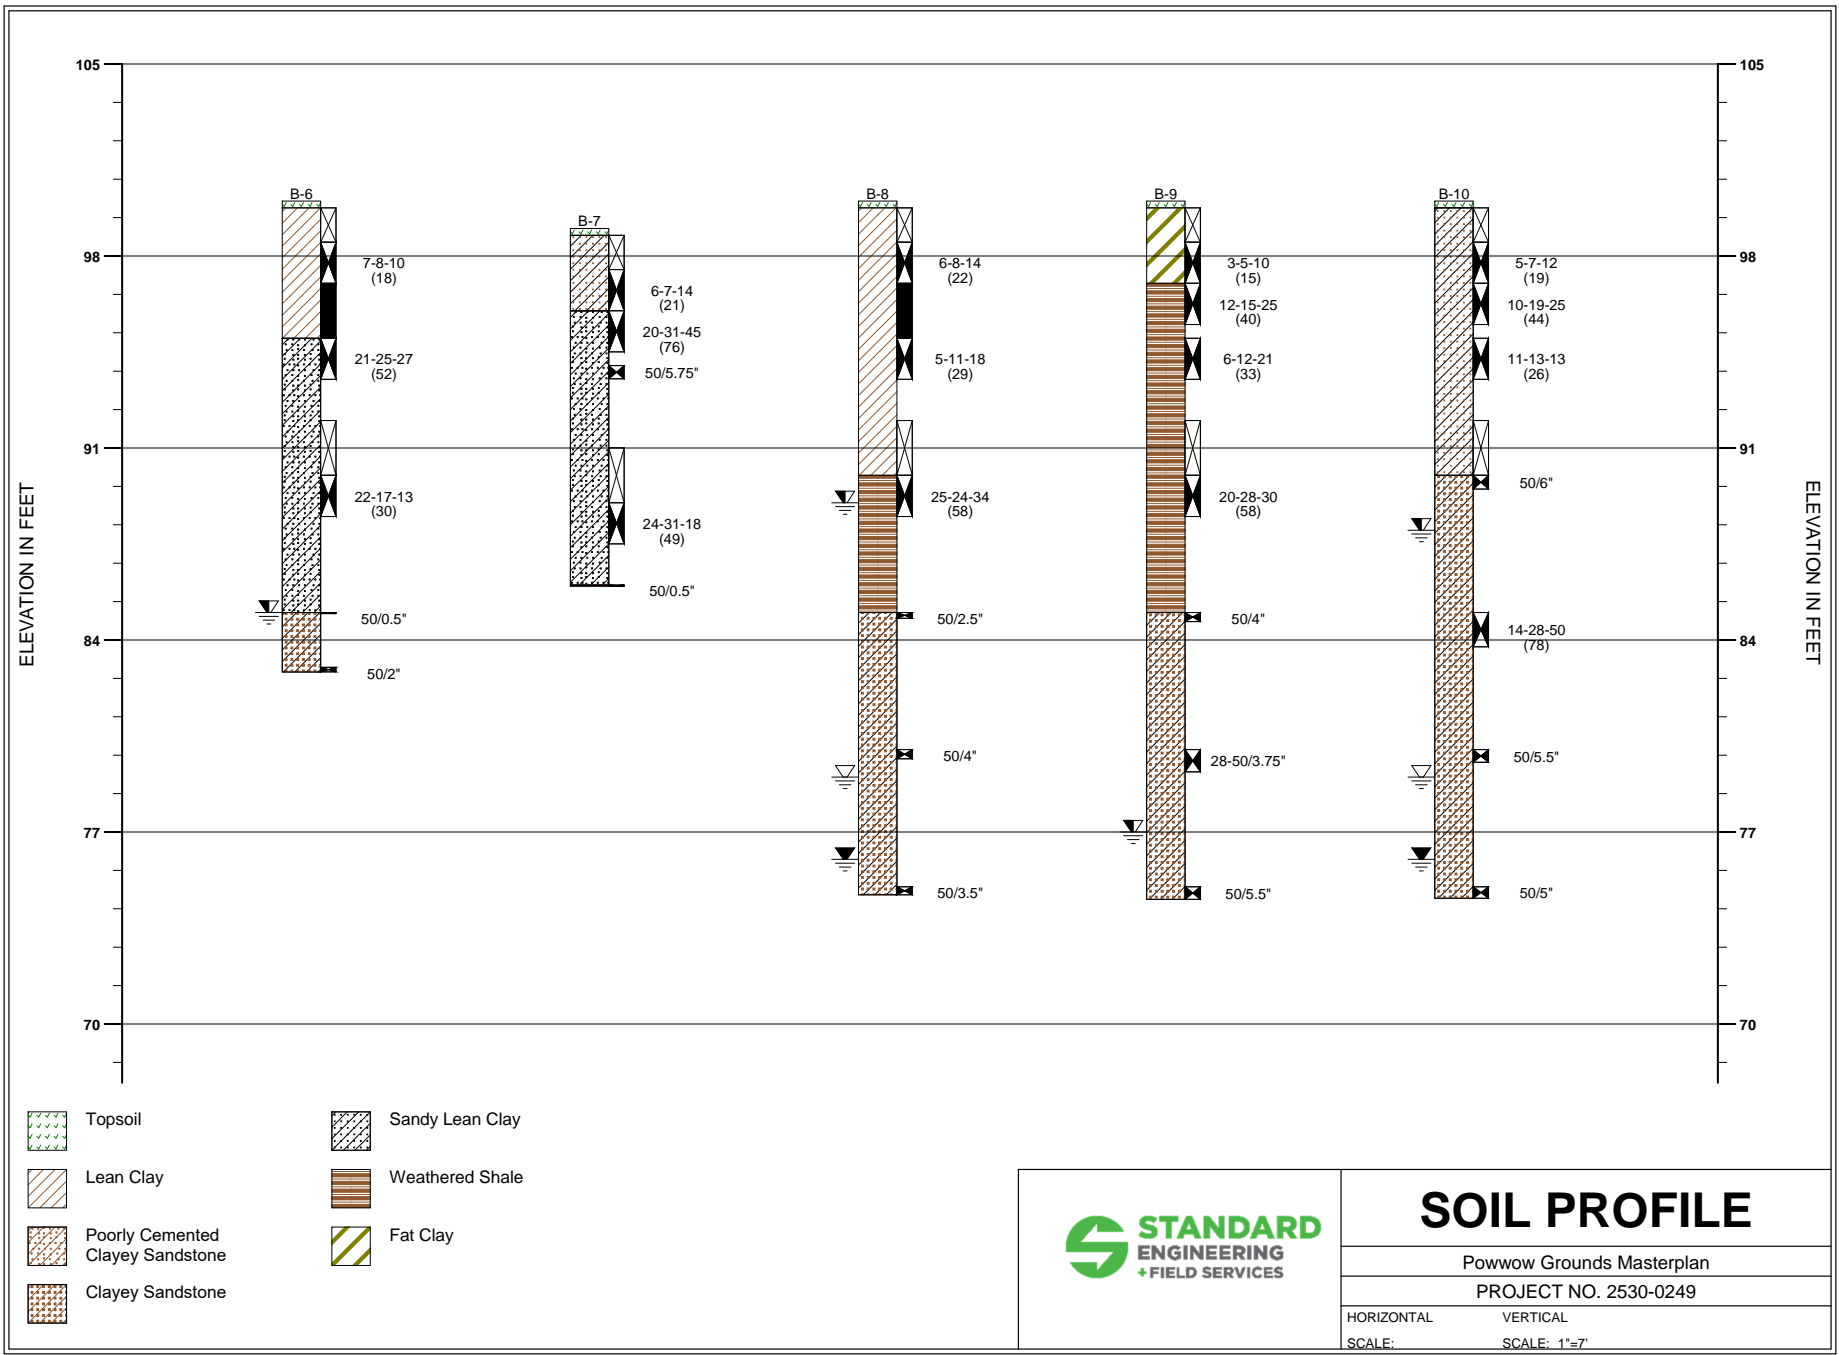 105
98
91
84
77
70
ELEVATION IN FEET
B-6
7-8-10
(18)
21-25-27
(52)
22-17-13
(30)
50/0.5"
50/2"
B-7
6-7-14
(21)
20-31-45
(76)
50/5.75"
24-31-18
(49)
50/0.5"
B-8
6-8-14
(22)
5-11-18
(29)
25-24-34
(58)
50/2.5"
50/4"
50/3.5"
B-9
3-5-10
(15)
12-15-25
(40)
6-12-21
(33)
20-28-30
(58)
50/4"
28-50/3.75"
50/5.5"
B-10
5-7-12
(19)
10-19-25
(44)
11-13-13
(26)
50/6"
14-28-50
(78)
50/5.5"
50/5"
105
98
91
84
77
70
ELEVATION IN FEET
Topsoil
Lean Clay
Poorly Cemented
Clayey Sandstone
Clayey Sandstone
Sandy Lean Clay
Weathered Shale
Fat Clay
STANDARD
ENGINEERING
+FIELD SERVICES
SOIL PROFILE
Powwow Grounds Masterplan
PROJECT NO. 2530-0249
HORIZONTAL VERTICAL
SCALE: SCALE: 1"=7'